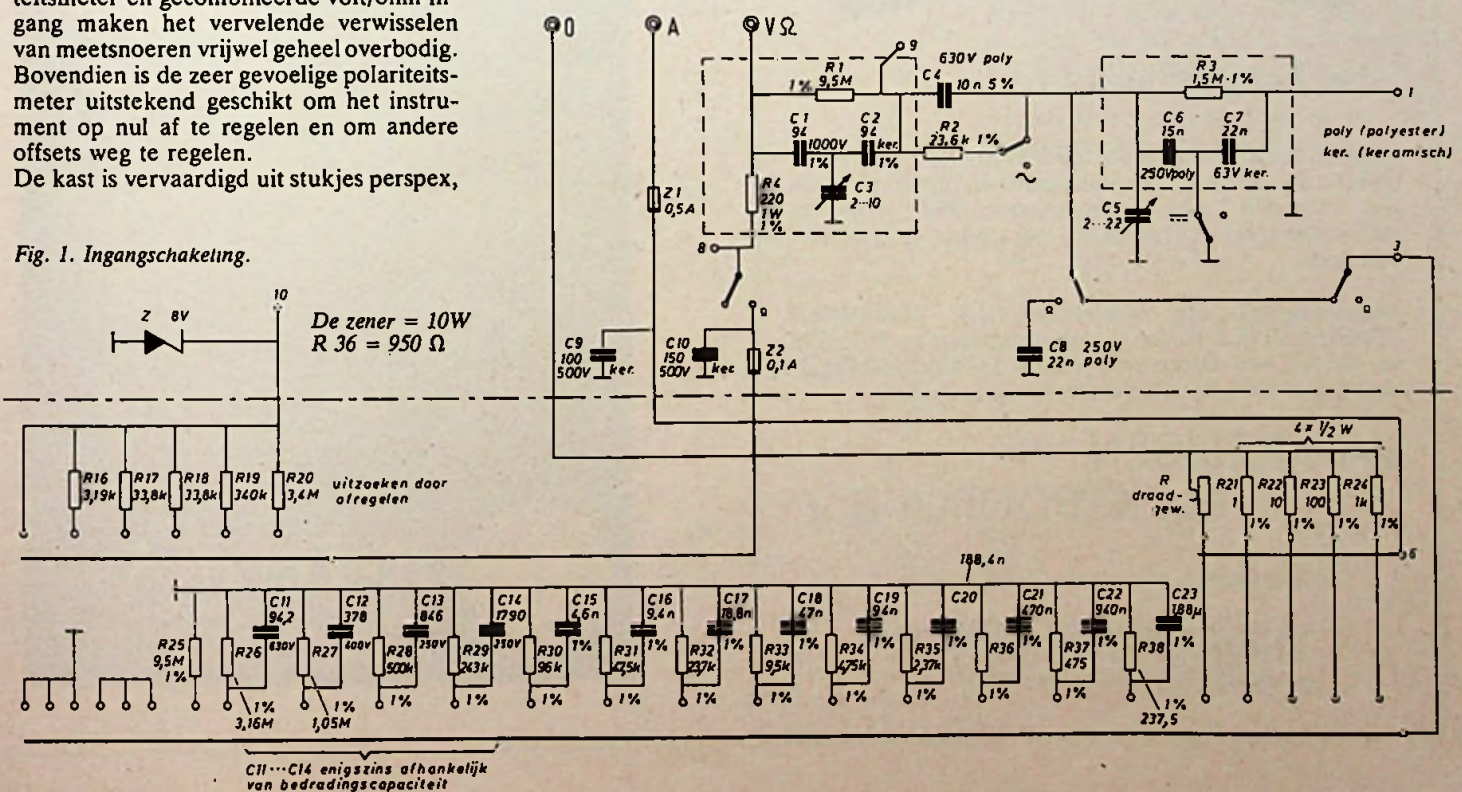 teitsmeter en gecombineerde volt/ohm in-
gang maken het vervelende verwisselen
van meetsnoeren vrijwel geheel overbodig.
Bovendien is de zeer gevoelige polariteits-
meter uitstekend geschikt om het instru-
ment op nul af te regelen en om andere
offsets weg te regelen.
De kast is vervaardigd uit stukjes perspex,
Fig. 1. Ingangschakeling.
0
A
VΩ
9
R1
1%
9,5M
C4
630V poly
10n 5%
R3
1,5M·1%
1
C1
94
1000V
1%
C2
94
ker.
1%
R2
23,6k 1%
~
C6
15n
250V poly
C7
22n
63V ker.
poly (polyester)
ker. (keramisch)
Z1
0,5A
R4
220
1W
1%
C3
2...10
C5
2...22
8
3
Ω
Ω
Ω
C9
100
500V
ker.
C10
150
500V
ker.
Z2
0,1A
C8 250V
22n poly
10
Z 8V
De zener = 10W
R 36 = 950 Ω
R16
3,19k
R17
33,8k
R18
33,8k
R19
340k
R20
3,4M
uitzoeken door
afregelen
4 × 1/2 W
R
draad-
gew.
R21
1
1%
R22
10
1%
R23
100
1%
R24
1k
1%
6
188,4n
R25
9,5M
1%
R26
C11
94,2
630V
1%
3,16M
R27
C12
378
400V
1%
1,05M
R28
500k
C13
846
250V
1%
R29
243k
C14
1790
250V
1%
R30
96k
C15
4,6n
1%
1%
R31
47,5k
C16
9,4n
1%
1%
R32
23,7k
C17
18,8n
1%
1%
R33
9,5k
C18
47n
1%
1%
R34
4,75k
C19
94n
1%
1%
R35
2,37k
C20
1%
1%
R36
C21
470n
1%
1%
R37
475
C22
940n
1%
1%
R38
C23
1,88µ
1%
1%
237,5
C11...C14 enigszins afhankelijk
van bedradingscapaciteit